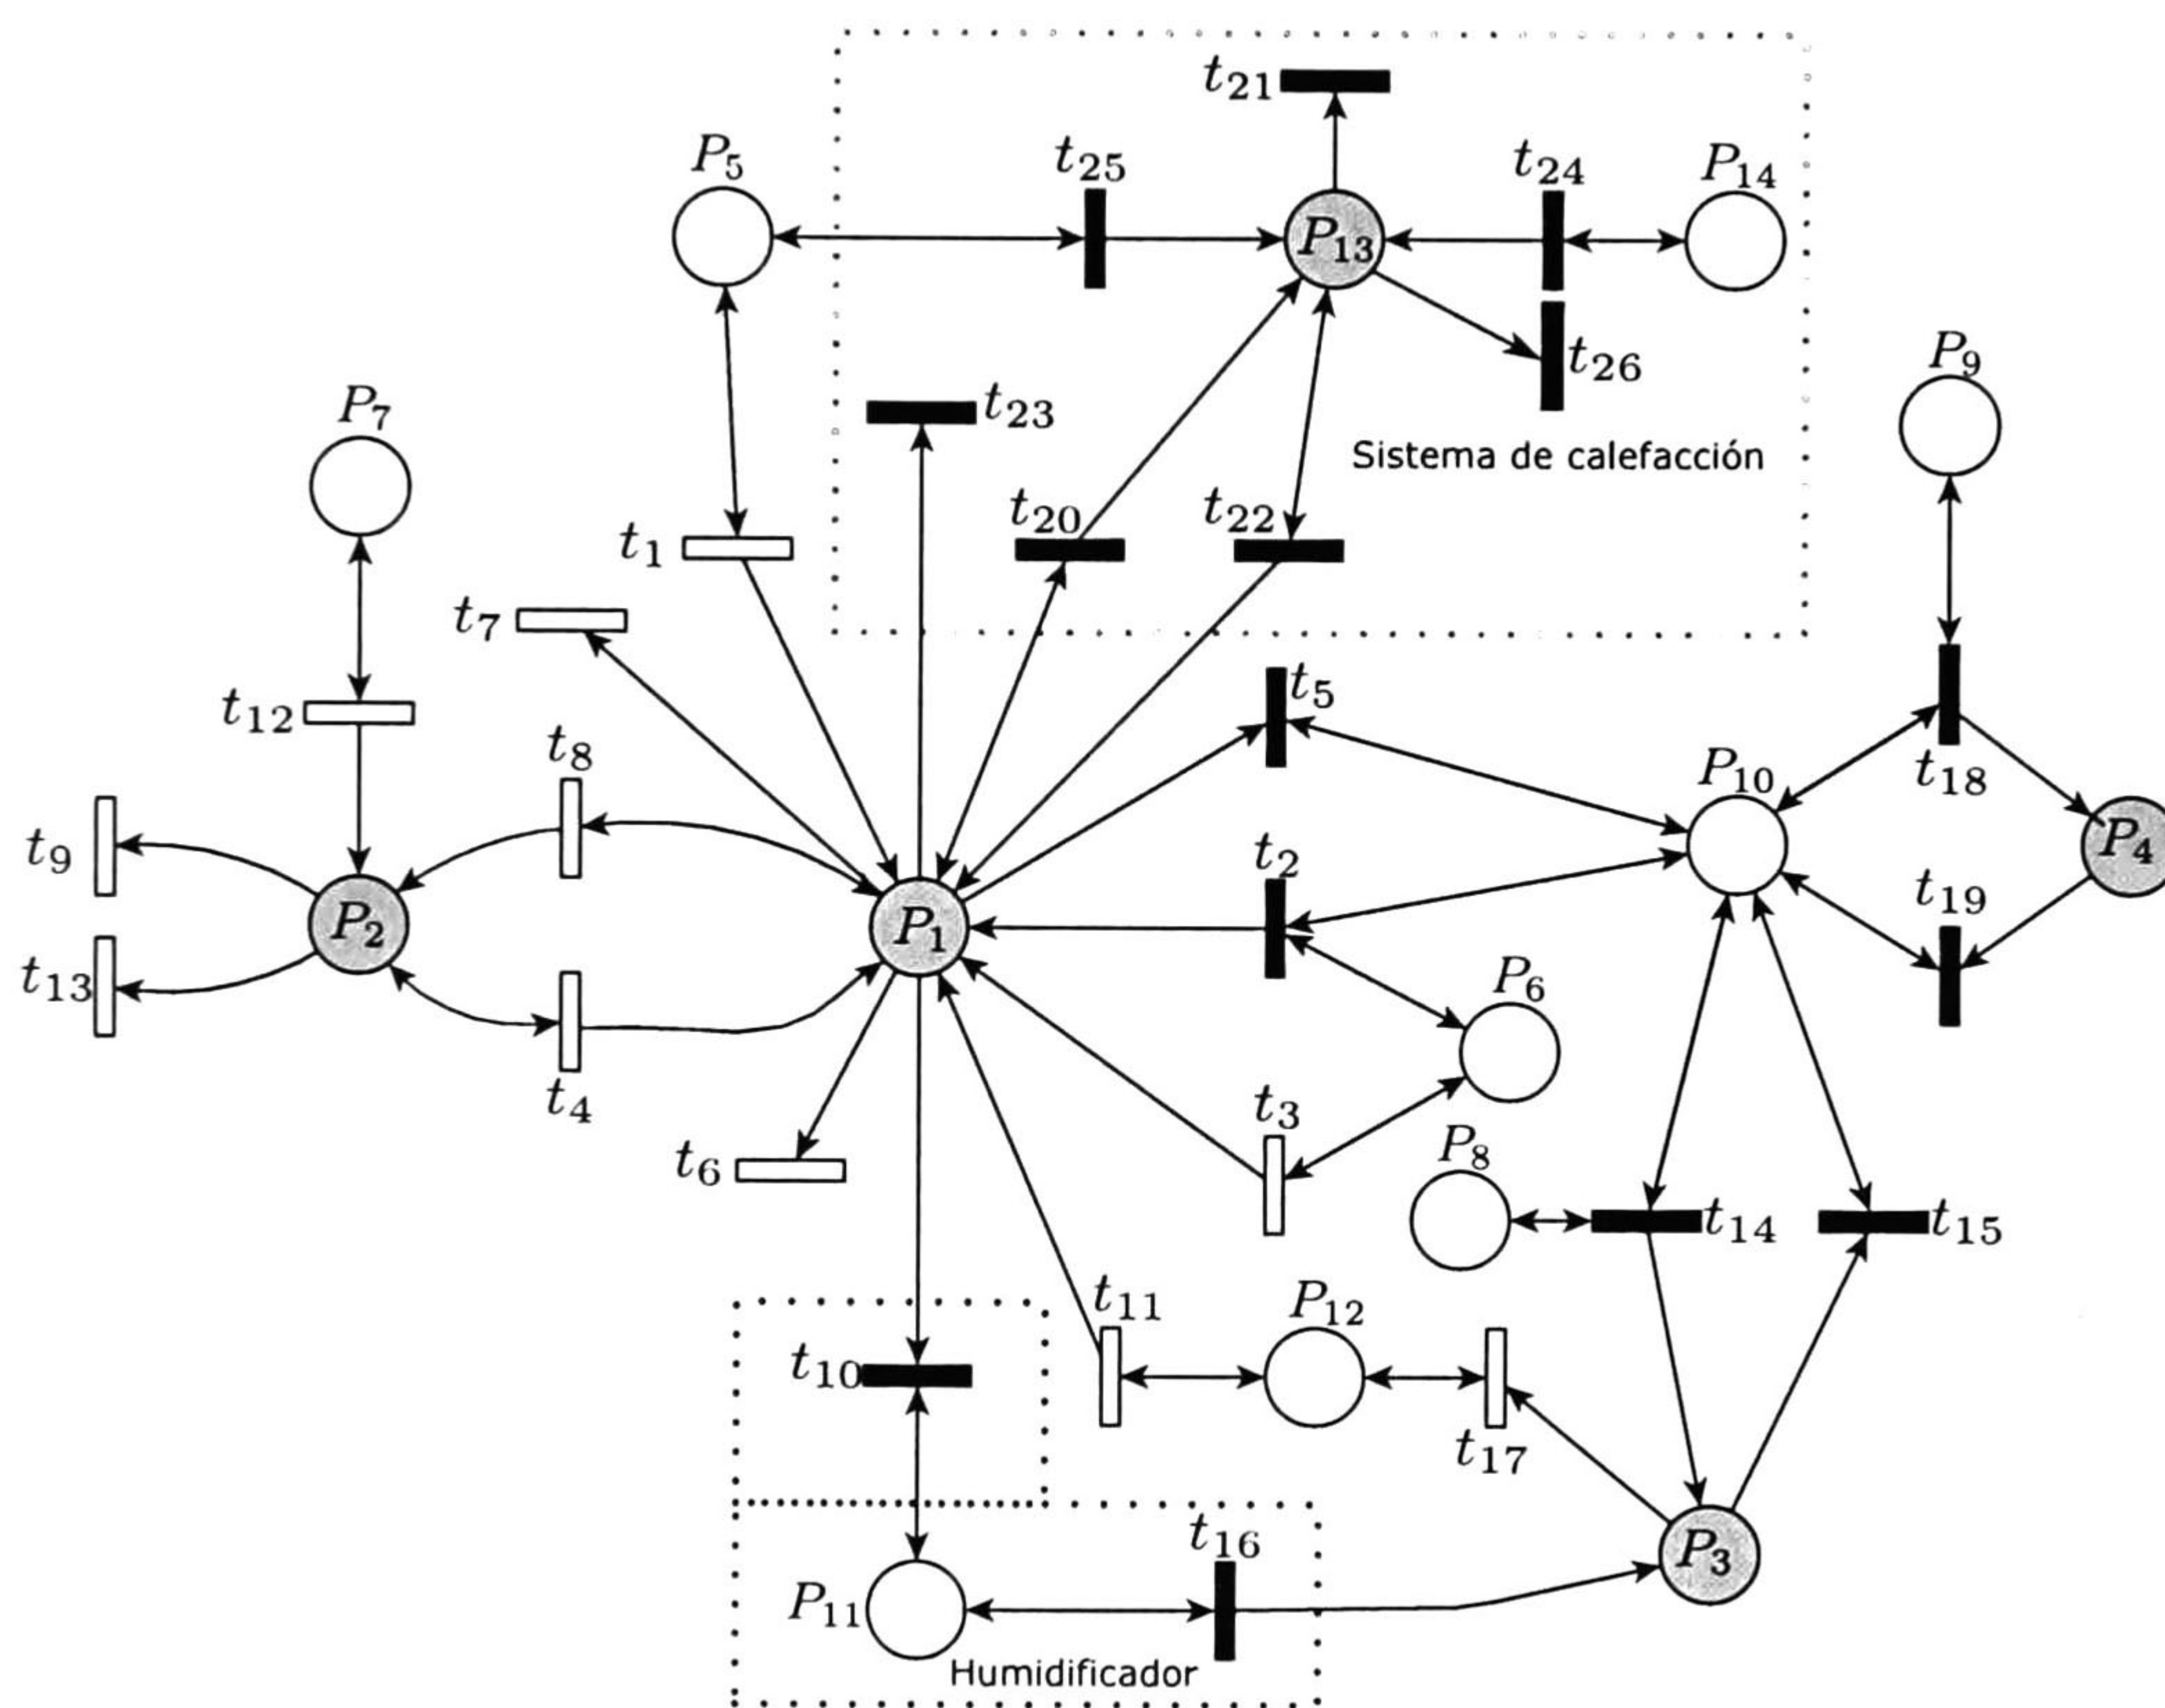 t21
P5
t25
t24
P14
P13
t26
P9
P7
t23
Sistema de calefacción
t20
t22
t1
t7
t5
t12
t8
P10
t18
t9
t2
P4
t19
P2
P1
t13
P6
t4
t3
t6
P8
t14
t15
t11
P12
t10
t17
t16
P3
P11
Humidificador